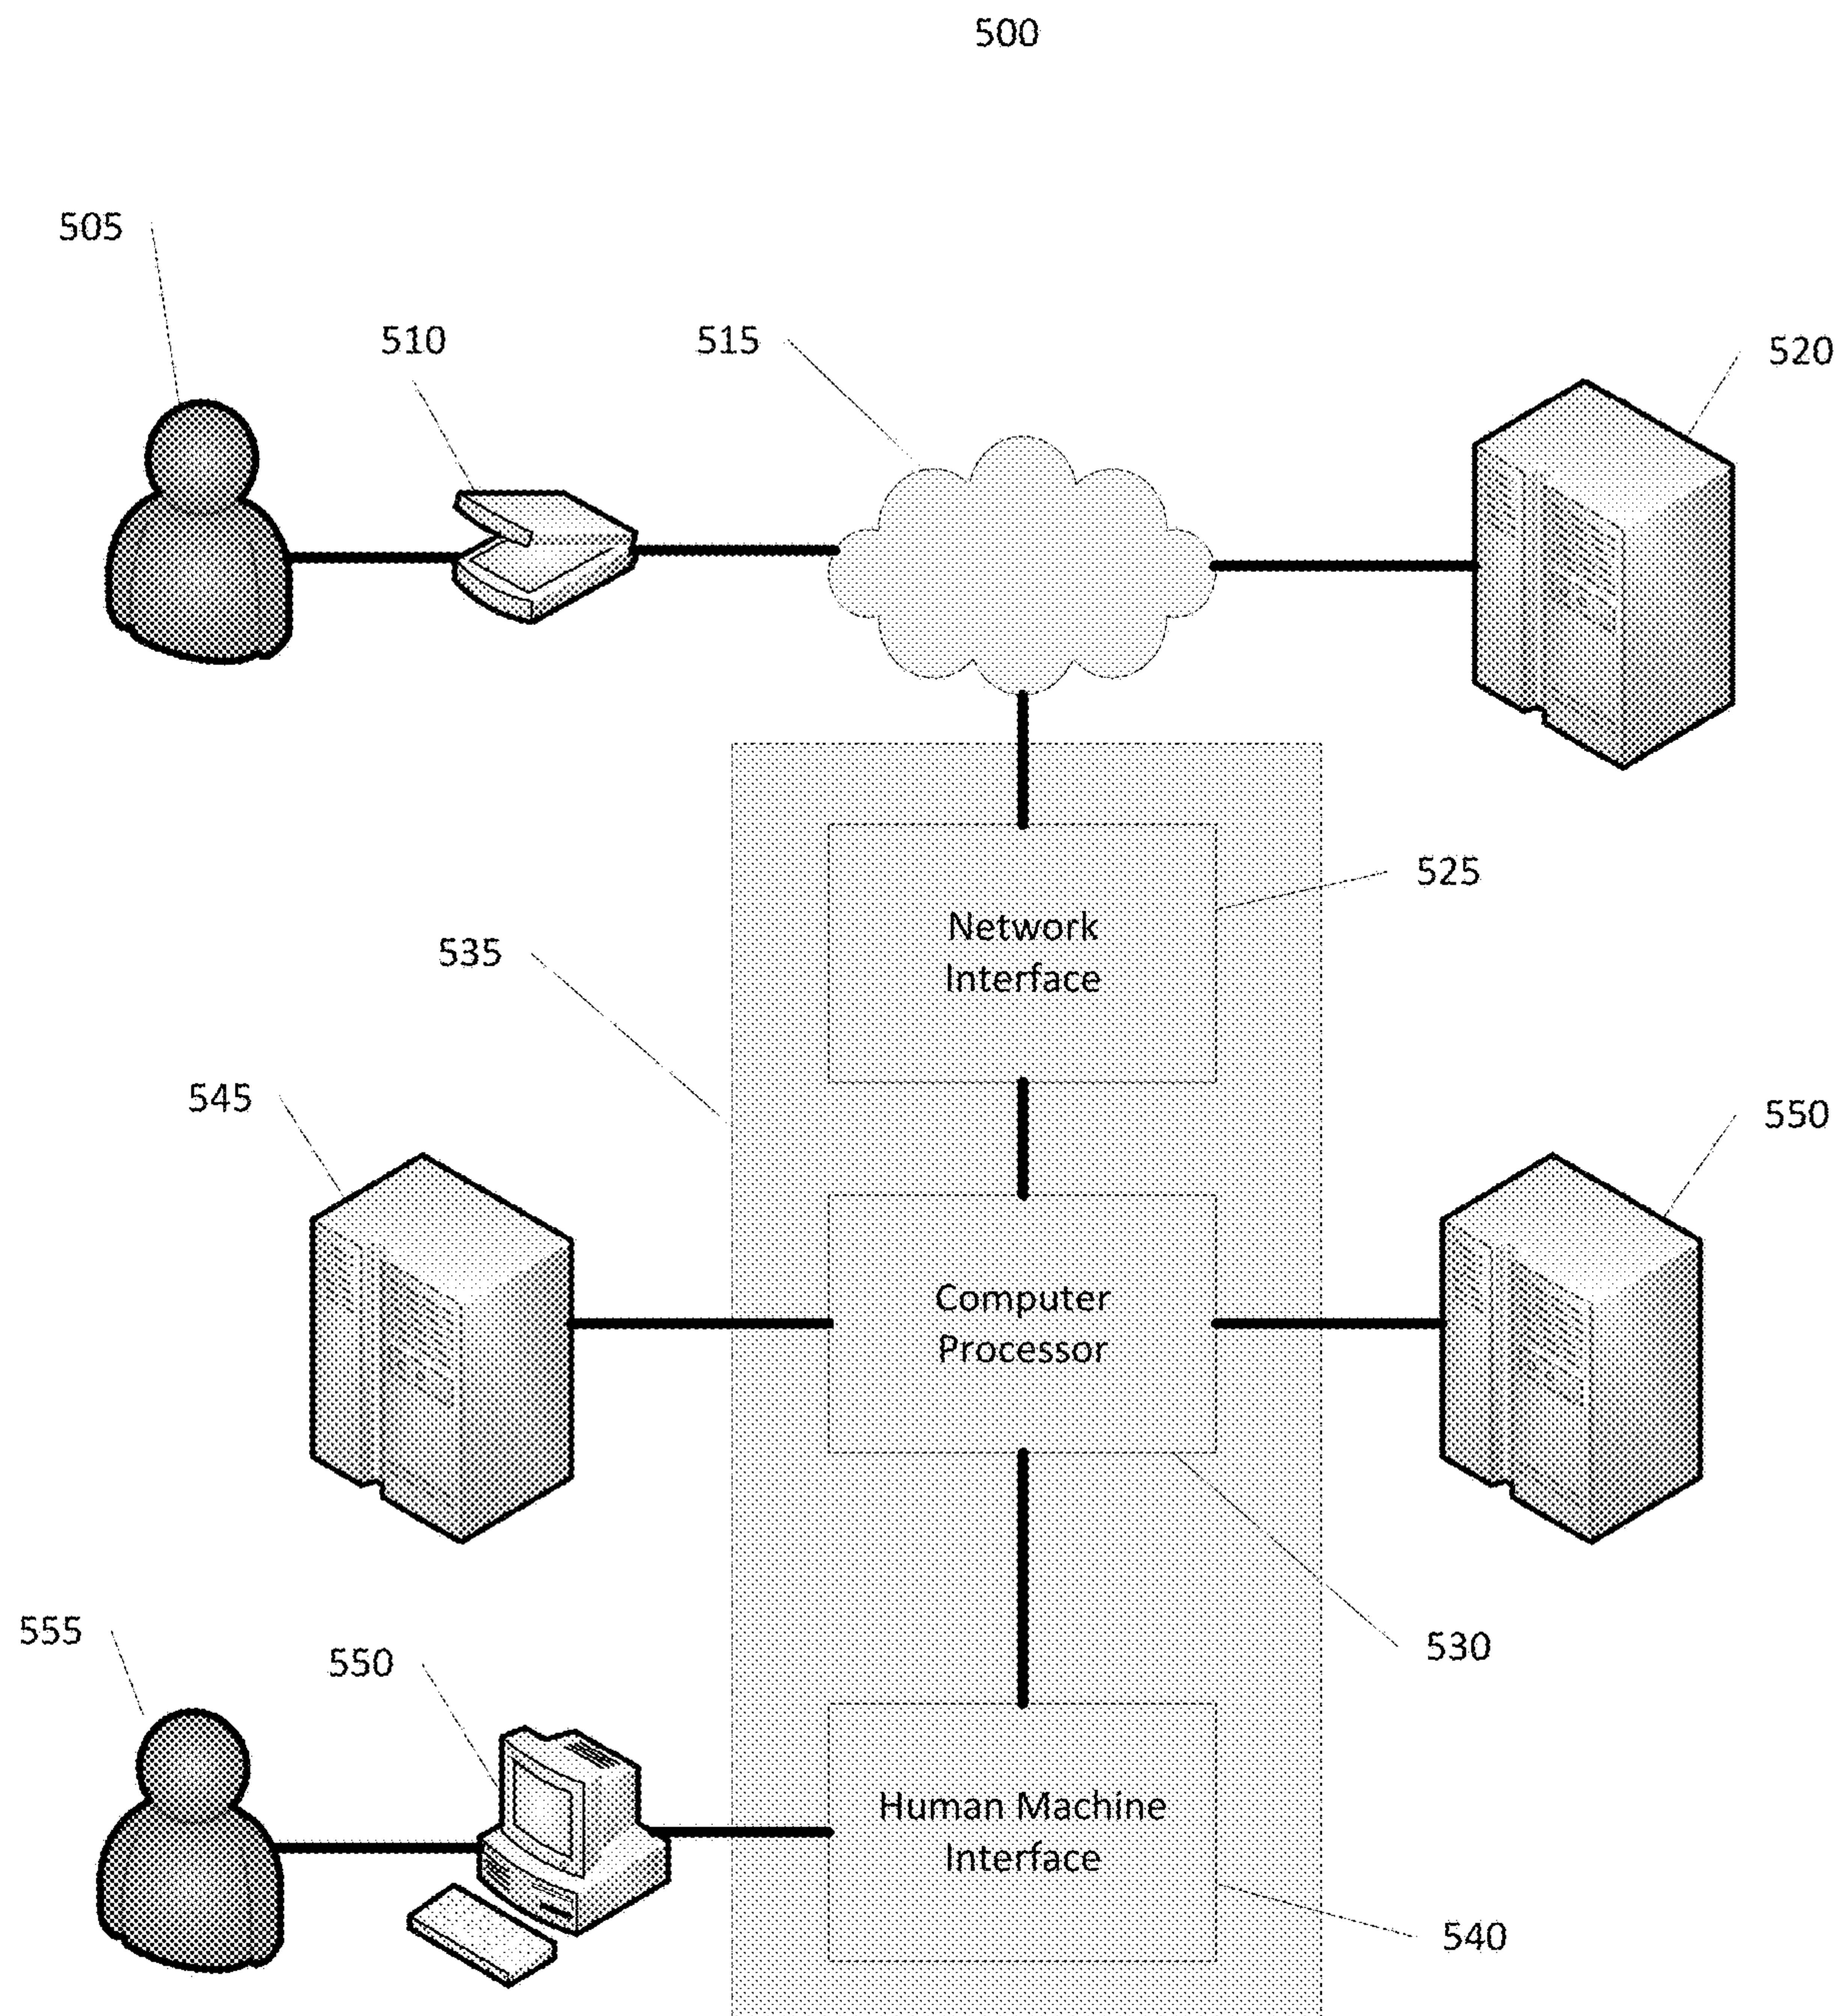 500
505
510
515
520
525
Network
Interface
535
545
550
Computer
Processor
530
555
550
Human Machine
Interface
540